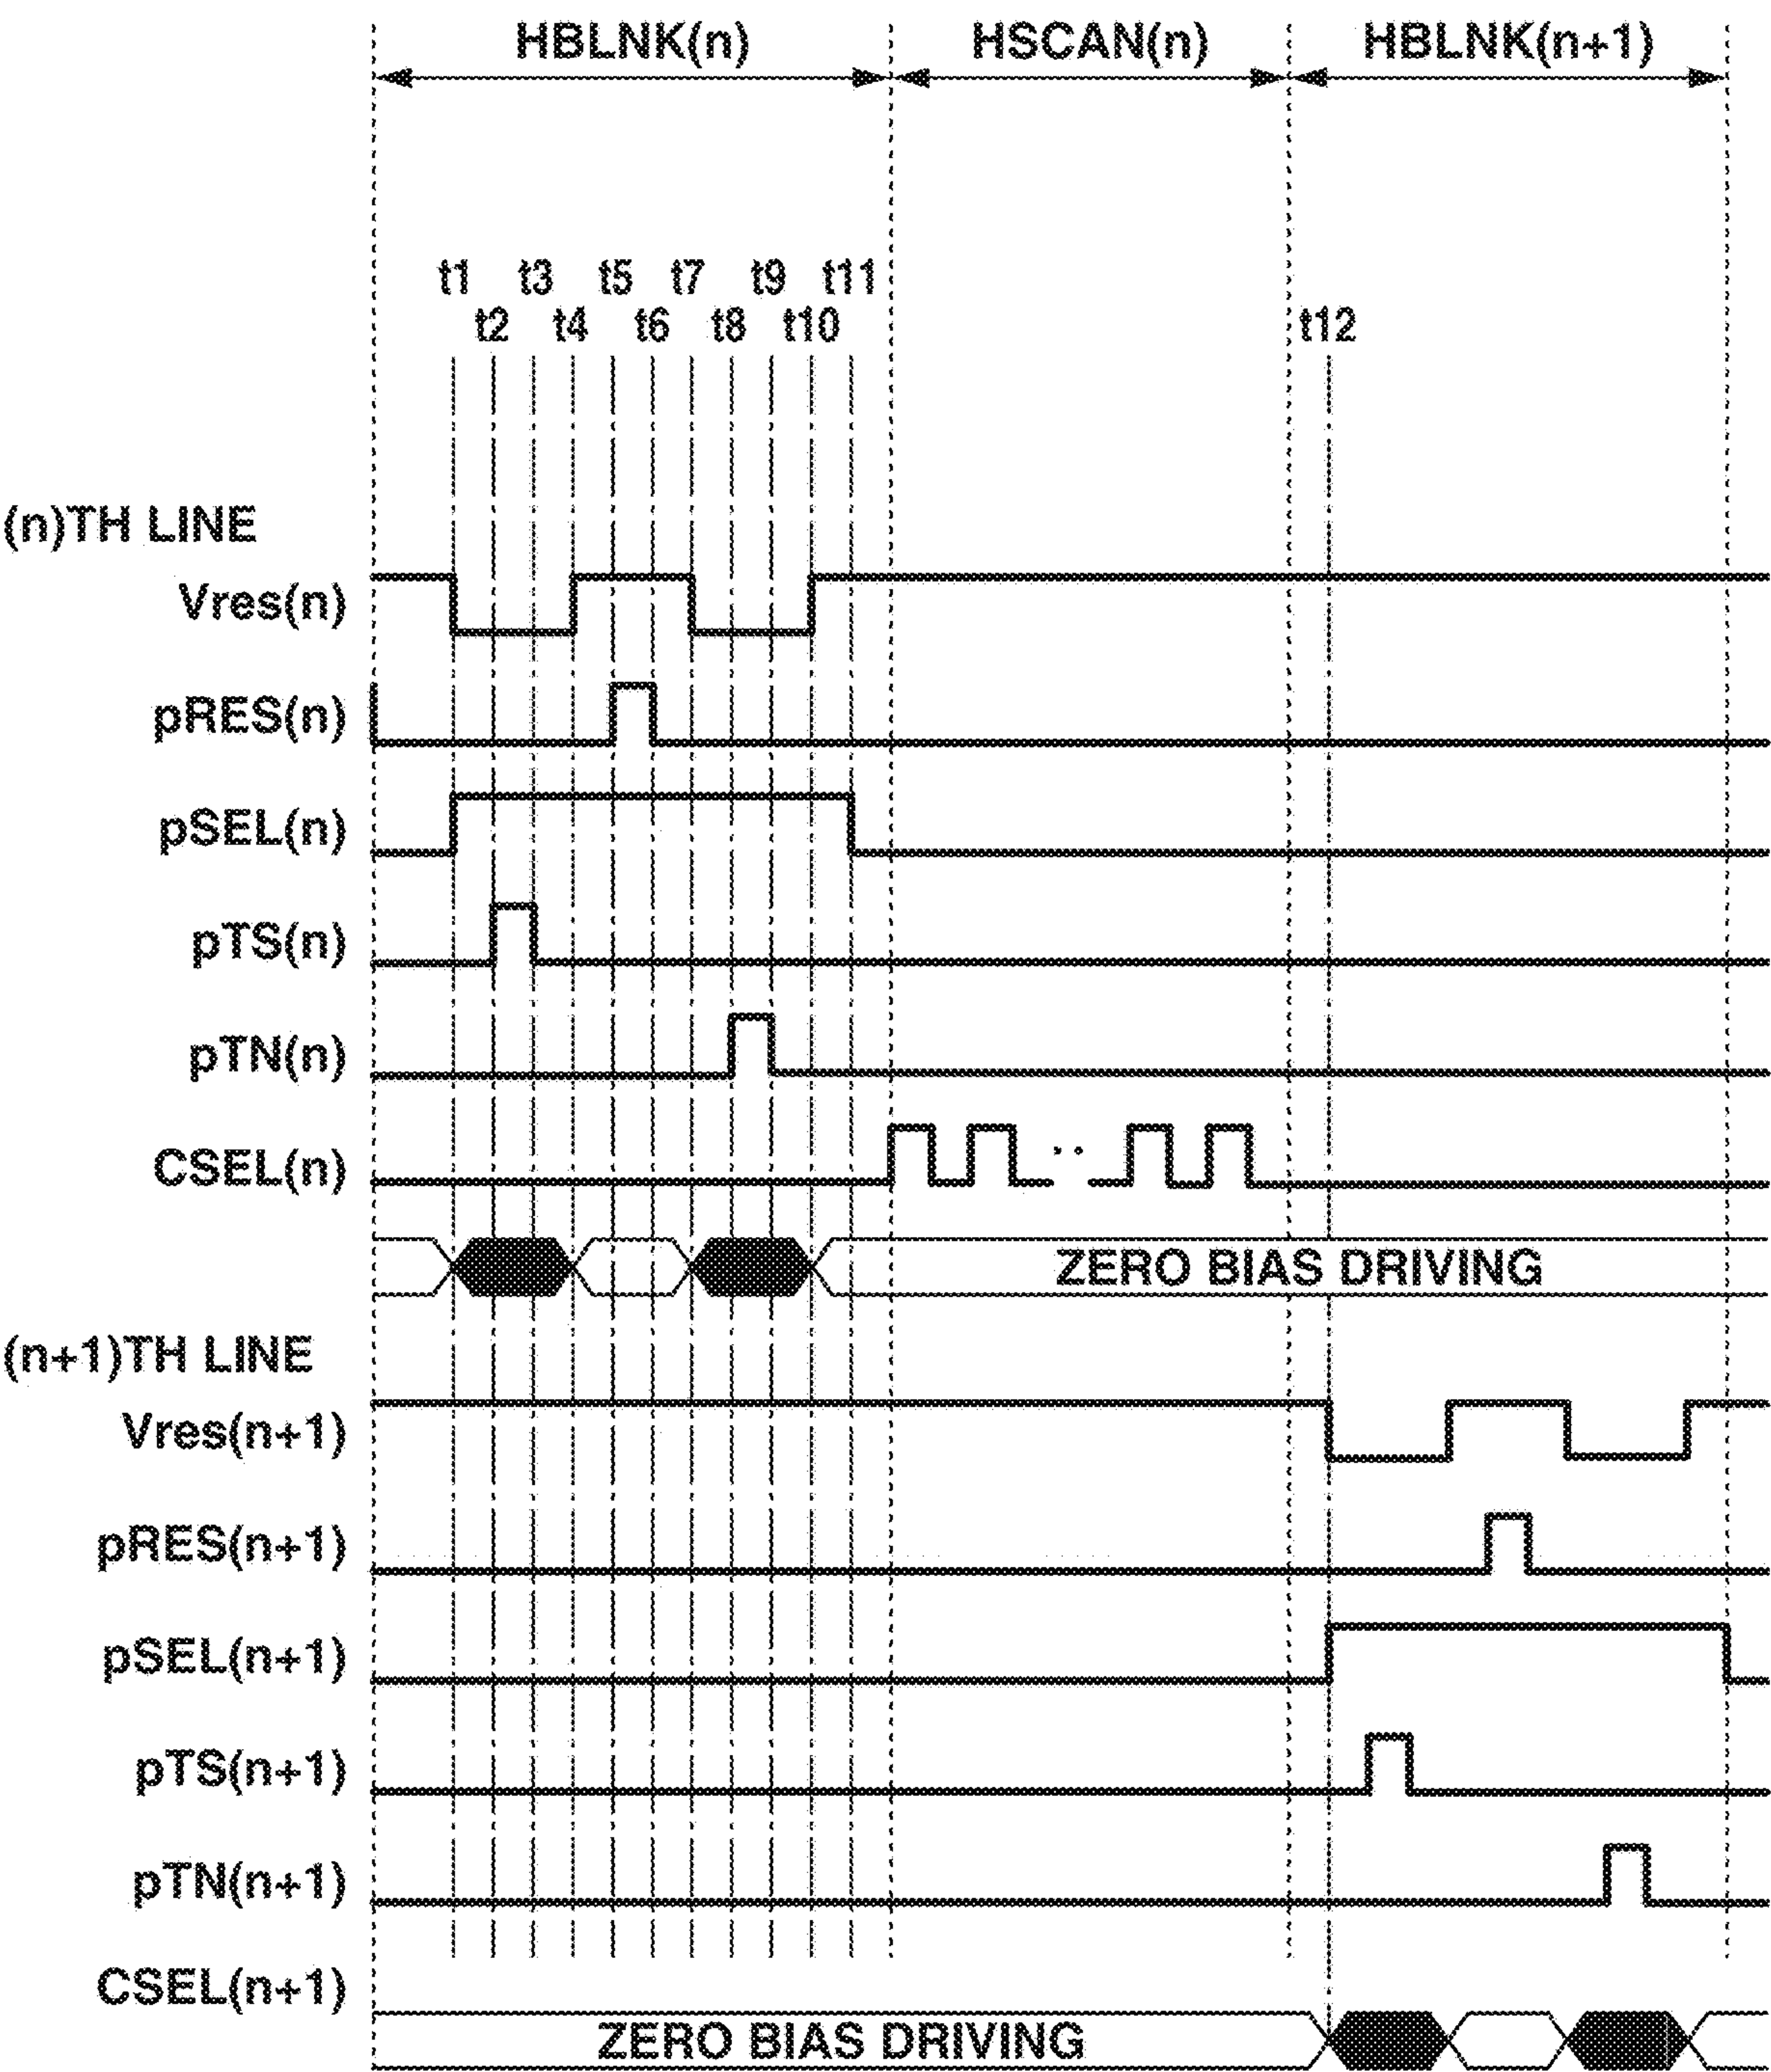 HBLNK(n) HSCAN(n) HBLNK(n+1)
t1 t3 t5 t7 t9 t11
t2 t4 t6 t8 t10 t12
(n)TH LINE
Vres(n)
pRES(n)
pSEL(n)
pTS(n)
pTN(n)
CSEL(n)
ZERO BIAS DRIVING
(n+1)TH LINE
Vres(n+1)
pRES(n+1)
pSEL(n+1)
pTS(n+1)
pTN(n+1)
CSEL(n+1)
ZERO BIAS DRIVING